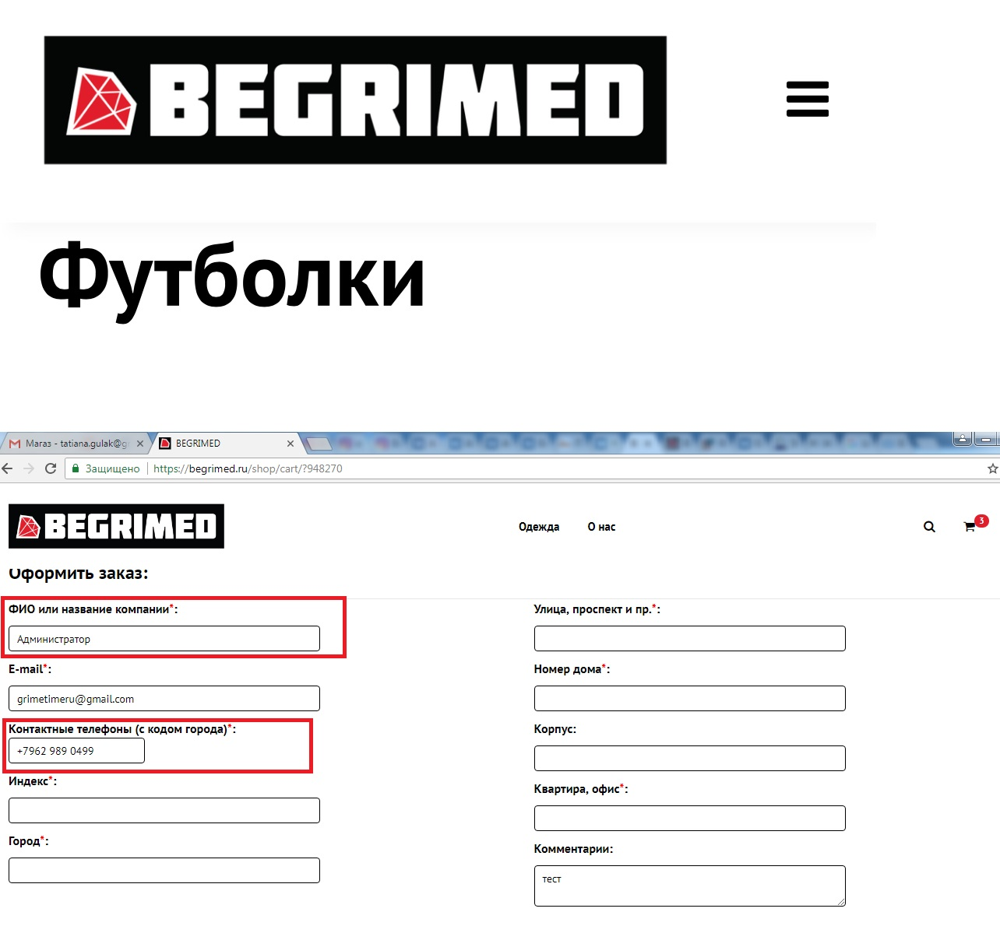 BEGRIMED
Футболки
Maraz - tatiana.gulak@g
BEGRIMED
Защищено
https://begrimed.ru/shop/cart/?948270
BEGRIMED
Одежда
О нас
3
Оформить заказ:
ФИО или название компании*:
Администратор
E-mail*:
grimetimeru@gmail.com
Контактные телефоны (с кодом города)*:
+7962 989 0499
Индекс*:
Город*:
Улица, проспект и пр.*:
Номер дома*:
Корпус:
Квартира, офис*:
Комментарии:
тест